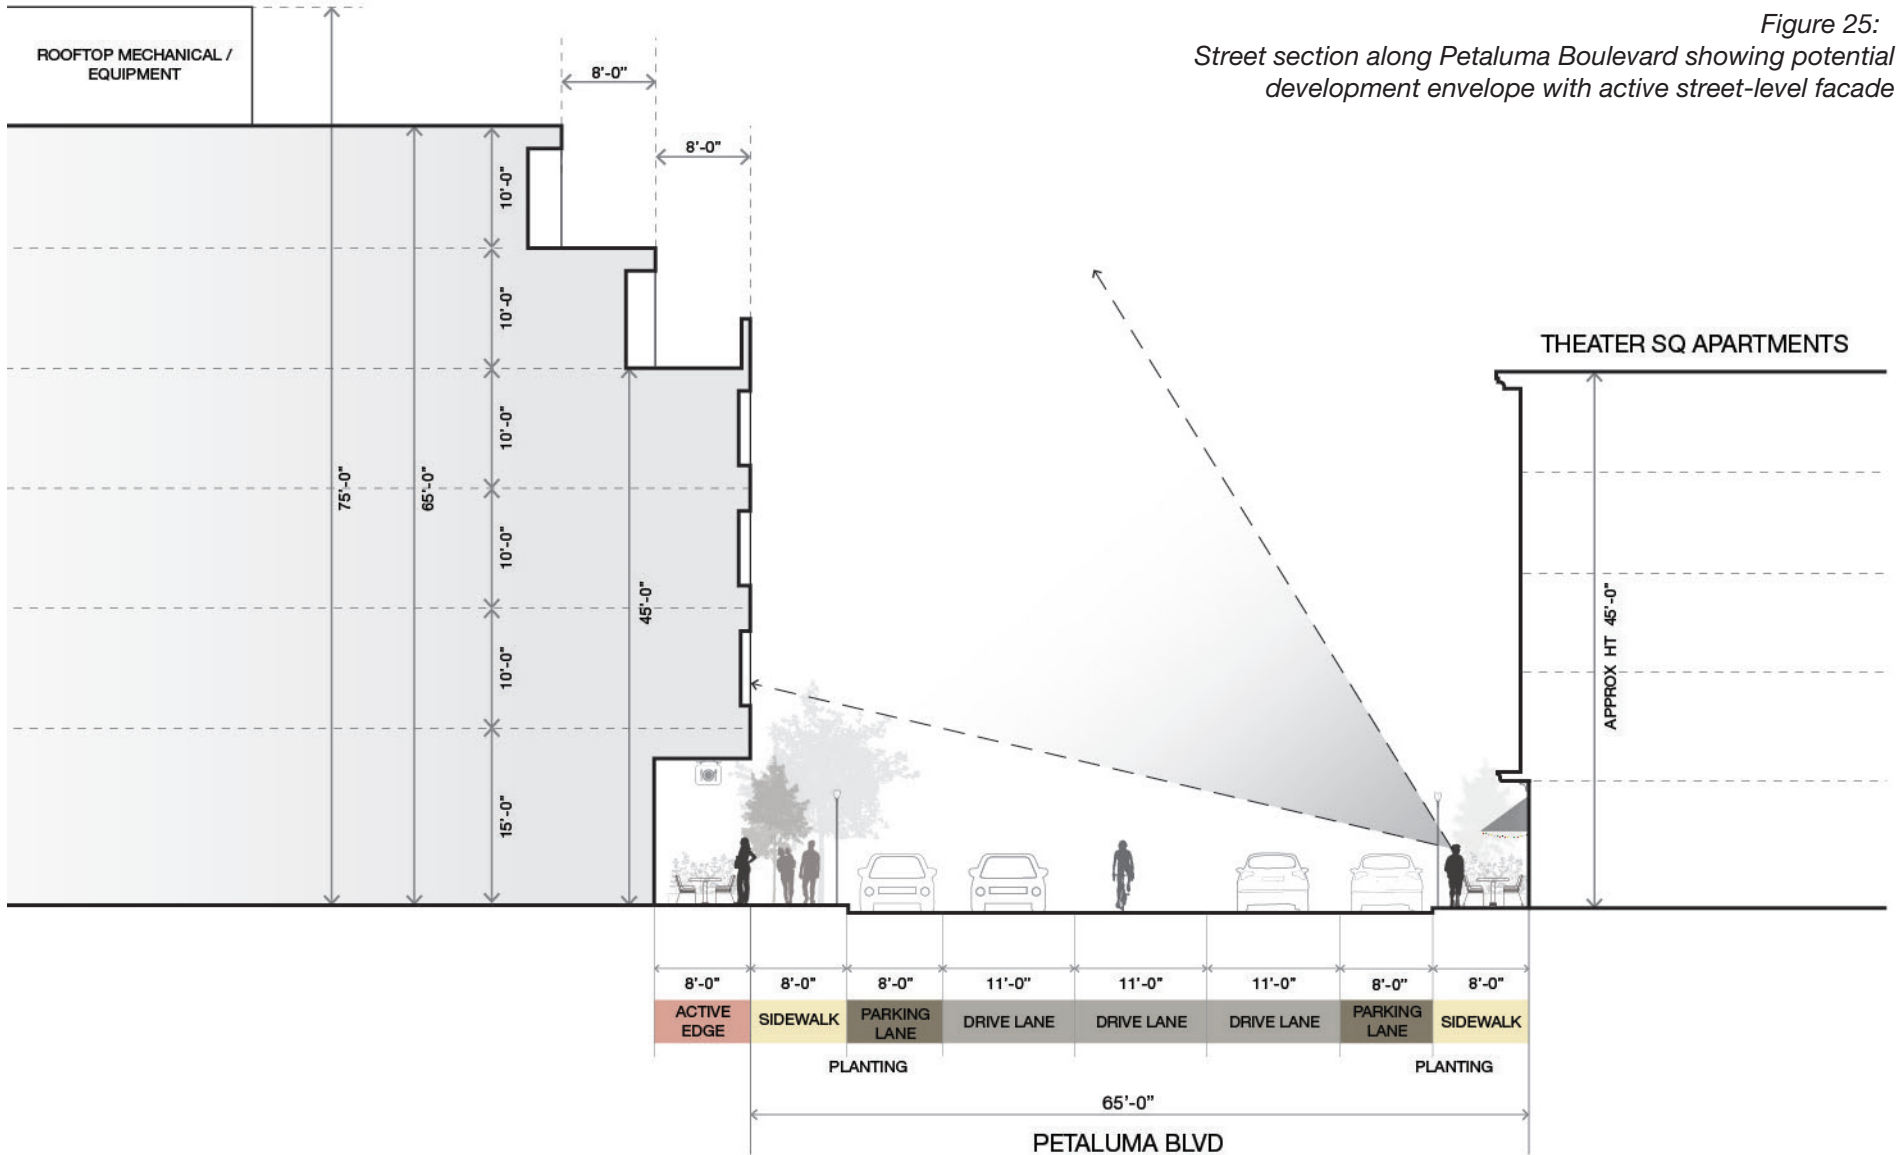 Figure 25:
Street section along Petaluma Boulevard showing potential
development envelope with active street-level facade
ROOFTOP MECHANICAL /
EQUIPMENT
8'-0"
8'-0"
10'-0"
10'-0"
10'-0"
10'-0"
10'-0"
15'-0"
75'-0"
65'-0"
45'-0"
THEATER SQ APARTMENTS
APPROX HT 45'-0"
8'-0" 8'-0" 8'-0" 11'-0" 11'-0" 11'-0" 8'-0" 8'-0"
ACTIVE
EDGE
SIDEWALK
PARKING
LANE
DRIVE LANE
DRIVE LANE
DRIVE LANE
PARKING
LANE
SIDEWALK
PLANTING
PLANTING
65'-0"
PETALUMA BLVD